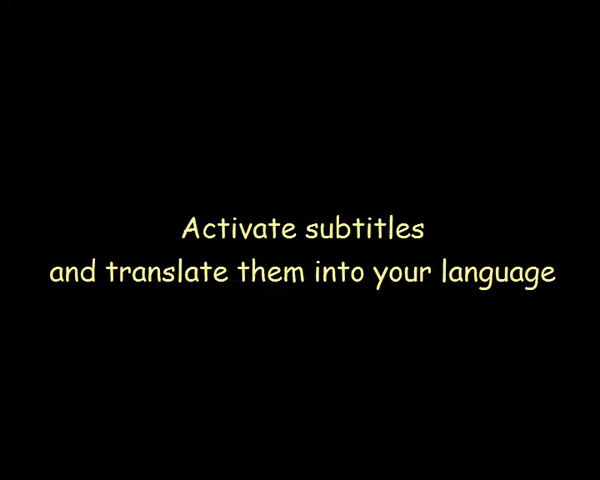 Activate subtitles
and translate them into your language